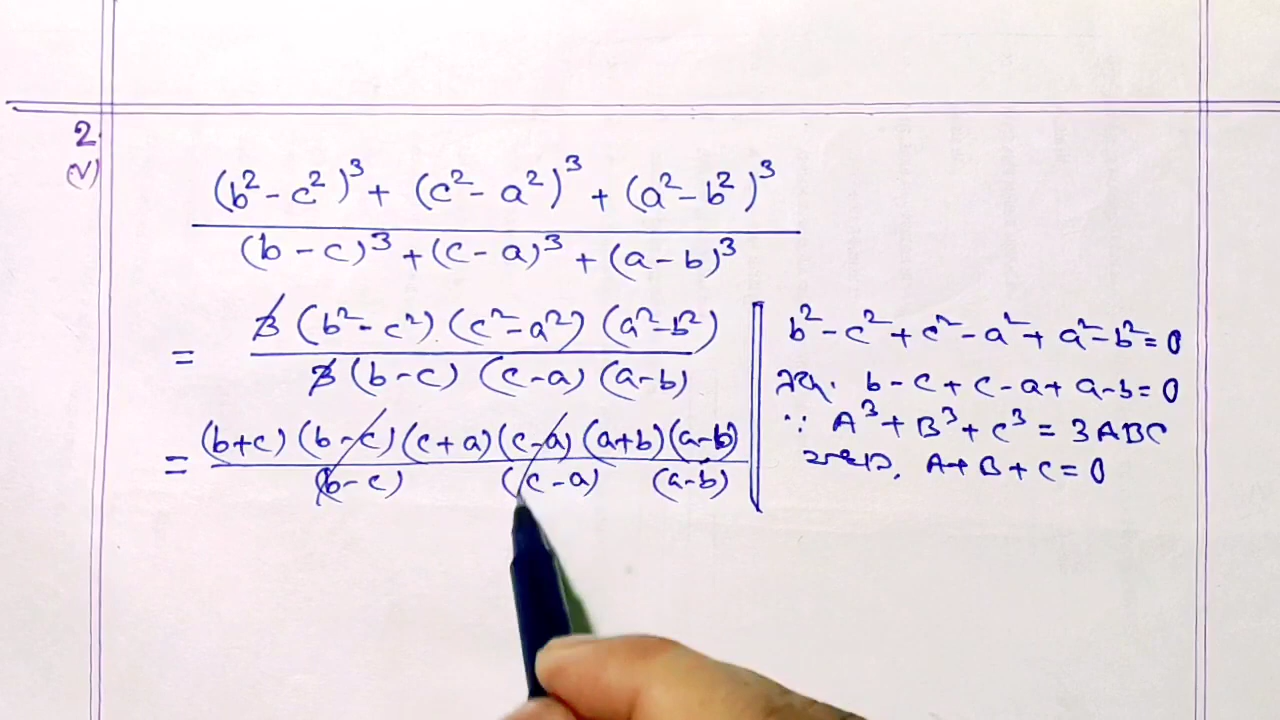 2.
(v)
(b² - c²)³ + (c² - a²)³ + (a² - b²)³
(b - c)³ + (c - a)³ + (a - b)³
= 3 (b² - c²) (c² - a²) (a² - b²)
3 (b - c) (c - a) (a - b)
= (b+c) (b-c) (c+a) (c-a) (a+b) (a-b)
(b - c) (c - a) (a-b)
b² - c² + c² - a² + a² - b² = 0
b - c + c - a + a - b = 0
∵ A³ + B³ + C³ = 3ABC
A + B + C = 0